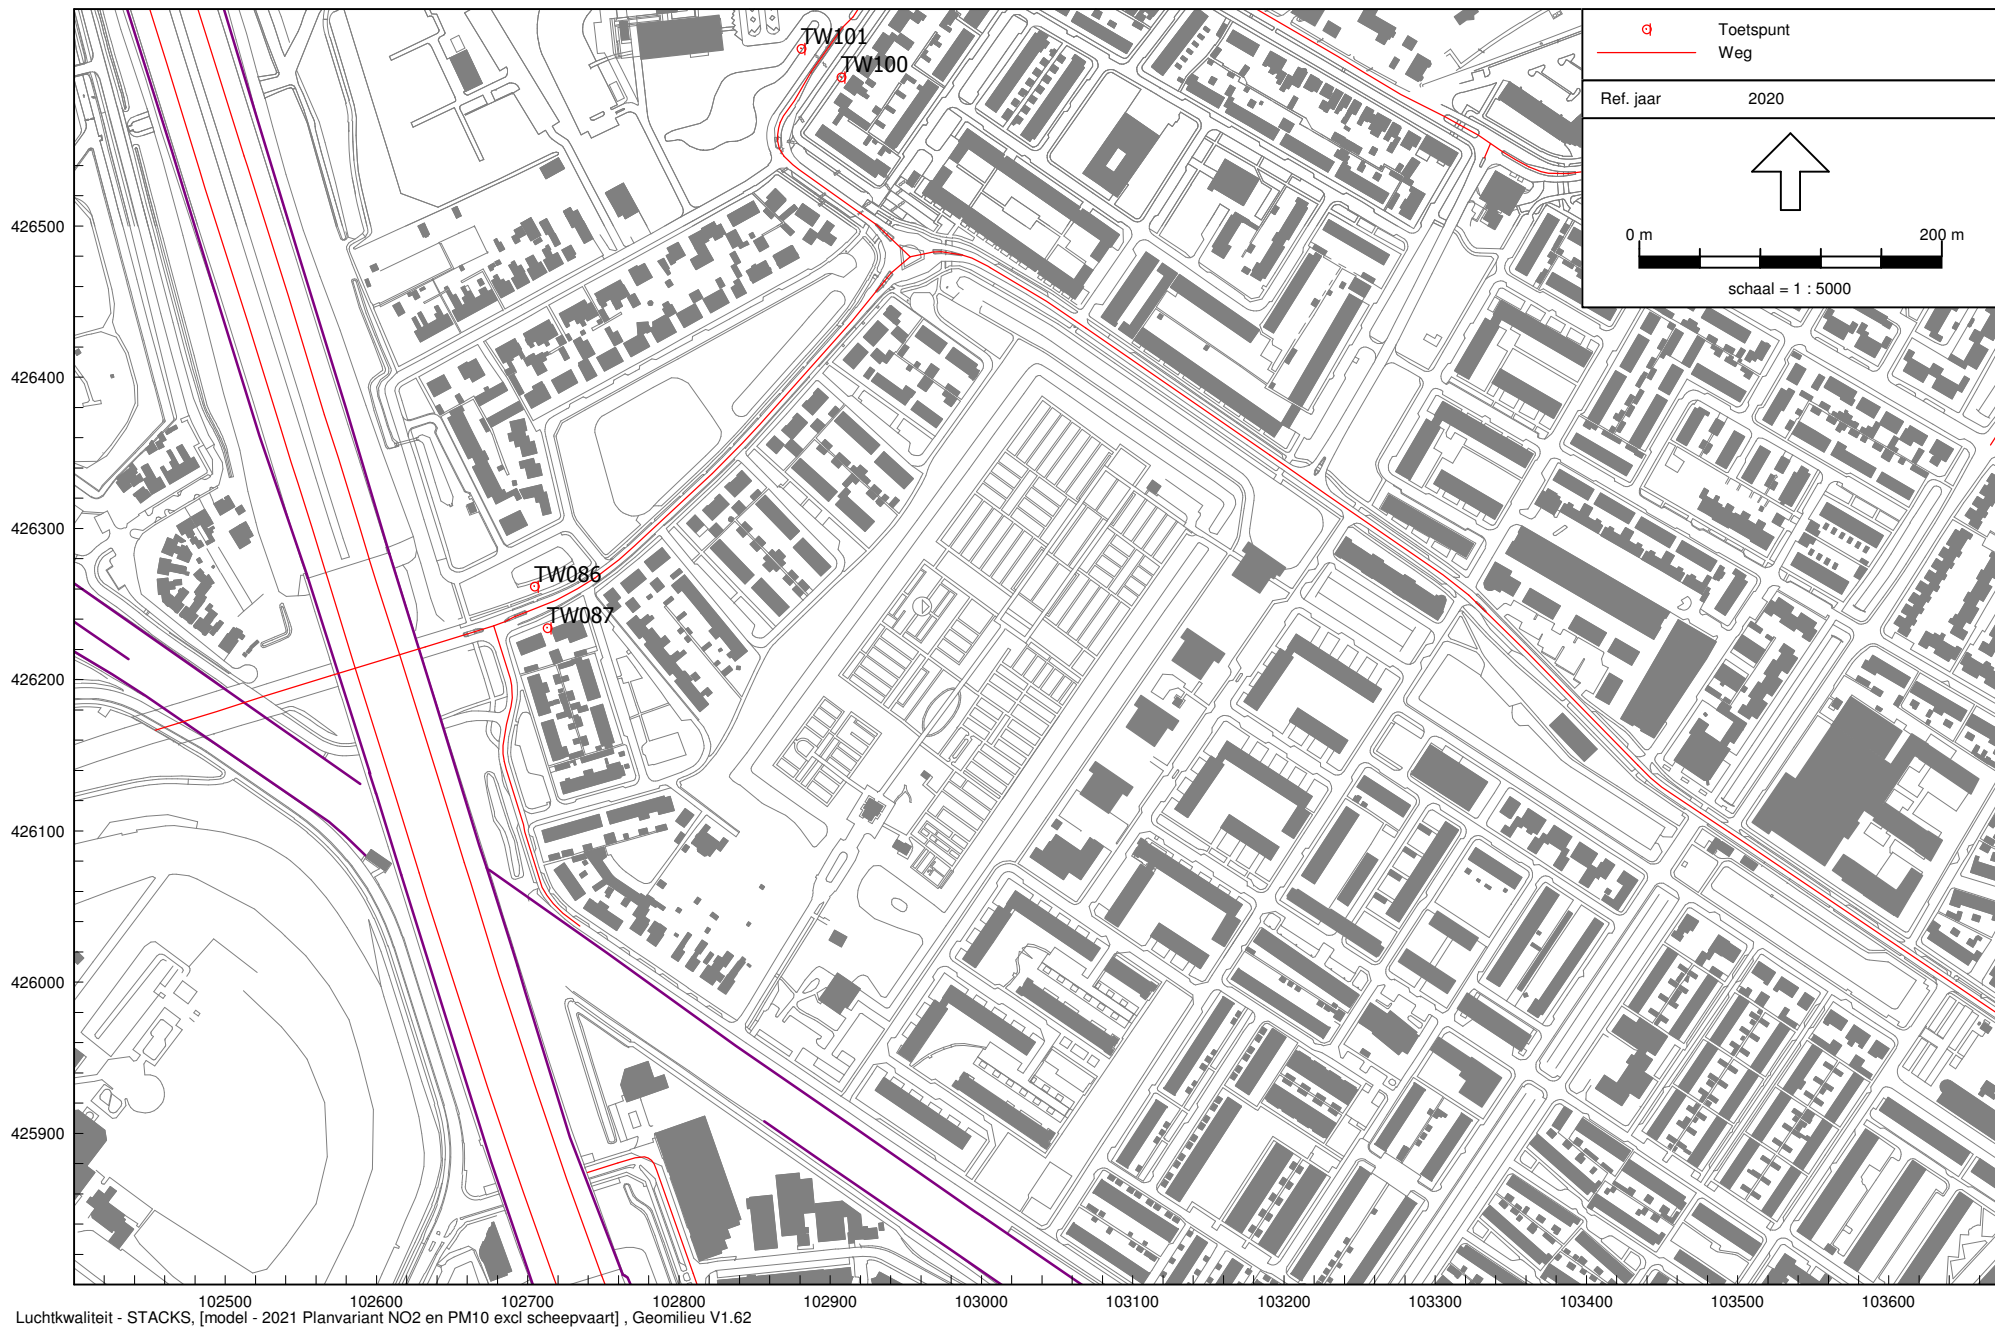 TW101
TW100
Toetspunt
Weg
Ref. jaar 2020
0 m 200 m
schaal = 1 : 5000
426500
426400
426300
426200
426100
426000
425900
TW086
TW087
102500 102600 102700 102800 102900 103000 103100 103200 103300 103400 103500 103600
Luchtkwaliteit - STACKS, [model - 2021 Planvariant NO2 en PM10 excl scheepvaart] , Geomilieu V1.62